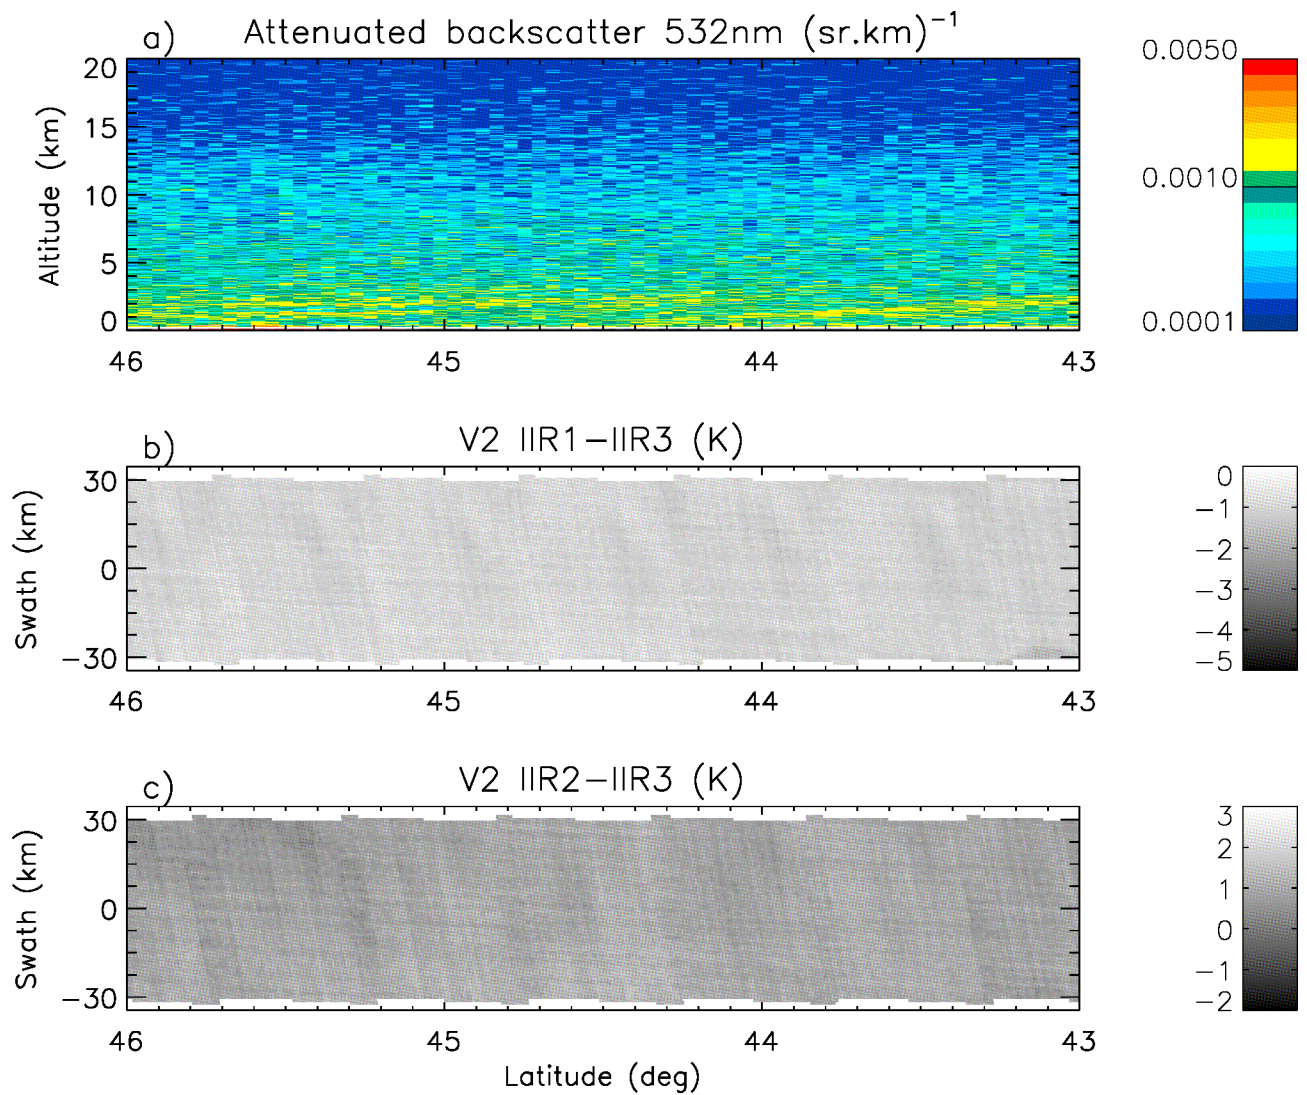 a) Attenuated backscatter 532nm (sr.km)⁻¹
20
15
10
5
0
Altitude (km)
46 45 44 43
0.0050
0.0010
0.0001
b) V2 IIR1−IIR3 (K)
30
0
−30
Swath (km)
46 45 44 43
0
−1
−2
−3
−4
−5
c) V2 IIR2−IIR3 (K)
30
0
−30
Swath (km)
46 45 44 43
Latitude (deg)
3
2
1
0
−1
−2